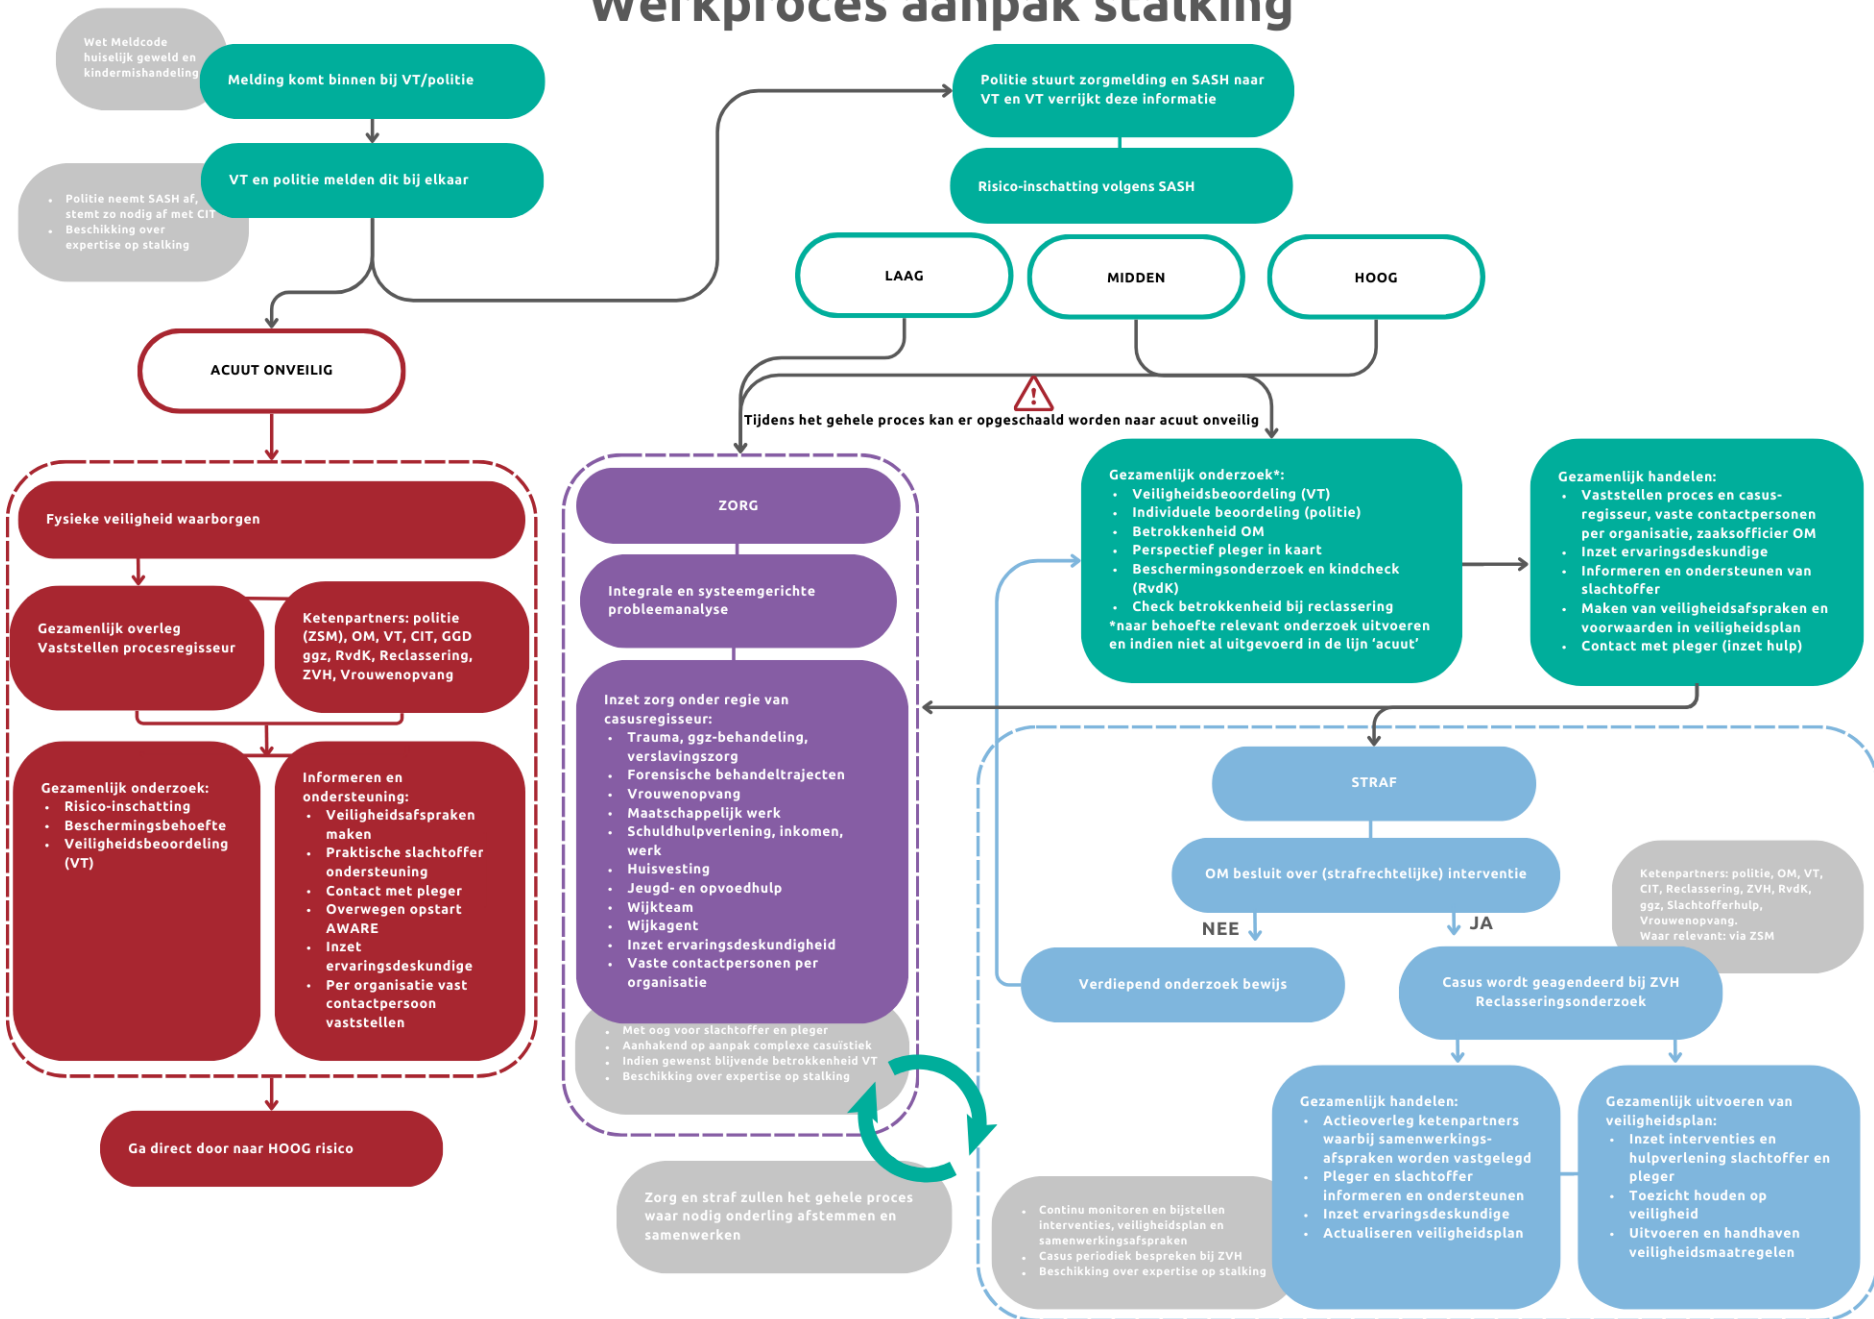 Werkproces aanpak stalking
Wet Meldcode
huiselijk geweld en
kindermishandeling
Melding komt binnen bij VT/politie
VT en politie melden dit bij elkaar
• Politie neemt SASH af,
stemt zo nodig af met CIT
• Beschikking over
expertise op stalking
Politie stuurt zorgmelding en SASH naar
VT en VT verrijkt deze informatie
Risico-inschatting volgens SASH
LAAG
MIDDEN
HOOG
ACUUT ONVEILIG
Tijdens het gehele proces kan er opgeschaald worden naar acuut onveilig
Fysieke veiligheid waarborgen
Gezamenlijk overleg
Vaststellen procesregisseur
Ketenpartners: politie
(ZSM), OM, VT, CIT, GGD
ggz, RvdK, Reclassering,
ZVH, Vrouwenopvang
Gezamenlijk onderzoek:
• Risico-inschatting
• Beschermingsbehoefte
• Veiligheidsbeoordeling
(VT)
Informeren en
ondersteuning:
• Veiligheidsafspraken
maken
• Praktische slachtoffer
ondersteuning
• Contact met pleger
• Overwegen opstart
AWARE
• Inzet
ervaringsdeskundige
• Per organisatie vast
contactpersoon
vaststellen
Ga direct door naar HOOG risico
ZORG
Integrale en systeemgerichte
probleemanalyse
Inzet zorg onder regie van
casusregisseur:
• Trauma, ggz-behandeling,
verslavingszorg
• Forensische behandeltrajecten
• Vrouwenopvang
• Maatschappelijk werk
• Schuldhulpverlening, inkomen,
werk
• Huisvesting
• Jeugd- en opvoedhulp
• Wijkteam
• Wijkagent
• Inzet ervaringsdeskundigheid
• Vaste contactpersonen per
organisatie
• Met oog voor slachtoffer en pleger
• Aanhakend op aanpak complexe casuïstiek
• Indien gewenst blijvende betrokkenheid VT
• Beschikking over expertise op stalking
Zorg en straf zullen het gehele proces
waar nodig onderling afstemmen en
samenwerken
Gezamenlijk onderzoek*:
• Veiligheidsbeoordeling (VT)
• Individuele beoordeling (politie)
• Betrokkenheid OM
• Perspectief pleger in kaart
• Beschermingsonderzoek en kindcheck
(RvdK)
• Check betrokkenheid bij reclassering
*naar behoefte relevant onderzoek uitvoeren
en indien niet al uitgevoerd in de lijn ‘acuut’
Gezamenlijk handelen:
• Vaststellen proces en casus-
regisseur, vaste contactpersonen
per organisatie, zaaksofficier OM
• Inzet ervaringsdeskundige
• Informeren en ondersteunen van
slachtoffer
• Maken van veiligheidsafspraken en
voorwaarden in veiligheidsplan
• Contact met pleger (inzet hulp)
STRAF
OM besluit over (strafrechtelijke) interventie
NEE
JA
Ketenpartners: politie, OM, VT,
CIT, Reclassering, ZVH, RvdK,
ggz, Slachtofferhulp,
Vrouwenopvang.
Waar relevant: via ZSM
Verdiepend onderzoek bewijs
Casus wordt geagendeerd bij ZVH
Reclasseringsonderzoek
Gezamenlijk handelen:
• Actieoverleg ketenpartners
waarbij samenwerkings-
afspraken worden vastgelegd
• Pleger en slachtoffer
informeren en ondersteunen
• Inzet ervaringsdeskundige
• Actualiseren veiligheidsplan
Gezamenlijk uitvoeren van
veiligheidsplan:
• Inzet interventies en
hulpverlening slachtoffer en
pleger
• Toezicht houden op
veiligheid
• Uitvoeren en handhaven
veiligheidsmaatregelen
• Continu monitoren en bijstellen
interventies, veiligheidsplan en
samenwerkingsafspraken
• Casus periodiek bespreken bij ZVH
• Beschikking over expertise op stalking